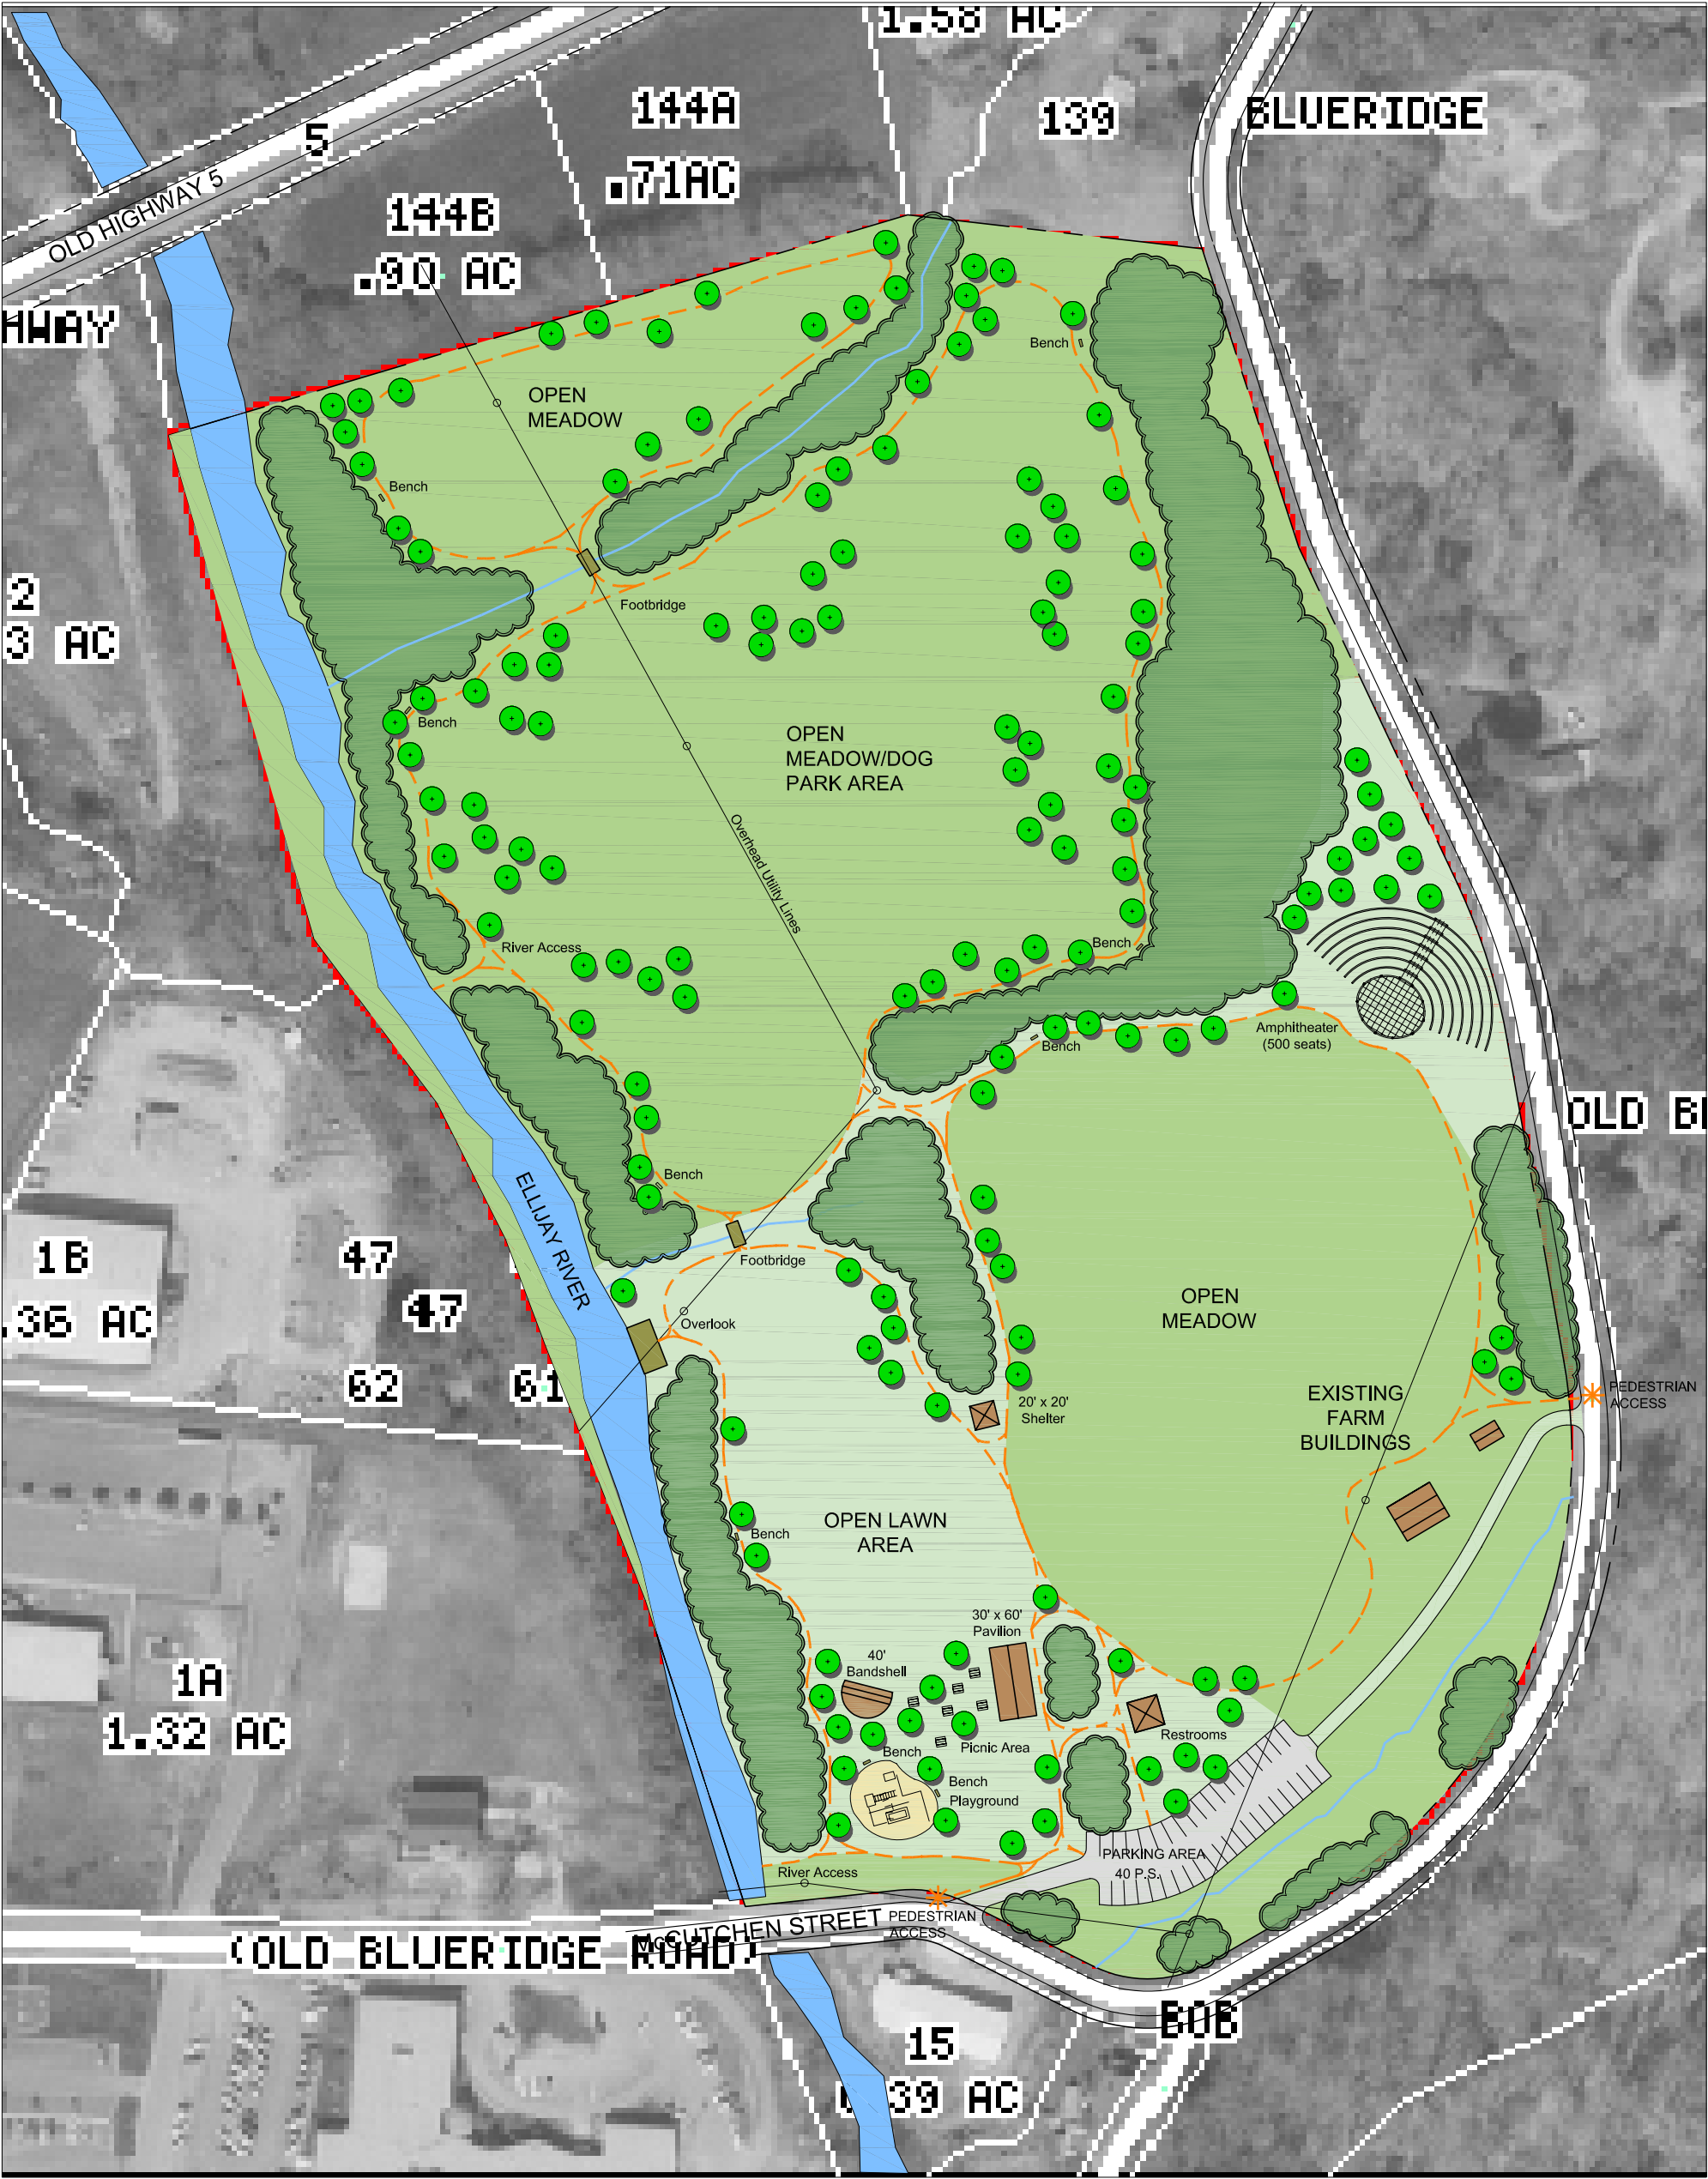 1.58 AC
144A
139
BLUERIDGE
5
.71AC
OLD HIGHWAY 5
144B
.90 AC
HWAY
Bench
OPEN
MEADOW
Bench
2
3 AC
Footbridge
Bench
OPEN
MEADOW/DOG
PARK AREA
Overhead Utility Lines
River Access
Bench
Amphitheater
(500 seats)
Bench
OLD BL
Bench
ELLIJAY RIVER
1B
47
Footbridge
.36 AC
47
Overlook
OPEN
MEADOW
62
61
20' x 20'
Shelter
EXISTING
FARM
BUILDINGS
PEDESTRIAN
ACCESS
OPEN LAWN
AREA
Bench
30' x 60'
Pavilion
40'
Bandshell
1A
1.32 AC
Restrooms
Picnic Area
Bench
Bench
Playground
PARKING AREA
40 P.S.
River Access
PEDESTRIAN
ACCESS
McCUTCHEN STREET
(OLD BLUERIDGE ROAD)
BOB
15
39 AC